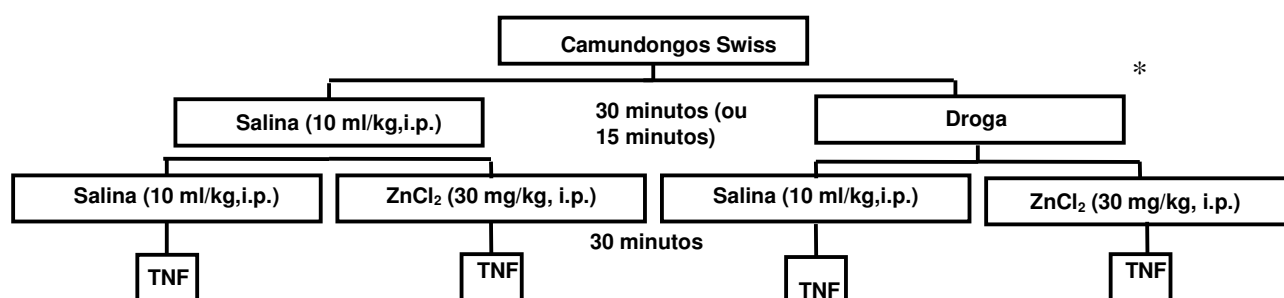 Camundongos Swiss
*
Salina (10 ml/kg,i.p.)
30 minutos (ou
15 minutos)
Droga
Salina (10 ml/kg,i.p.)
ZnCl₂ (30 mg/kg, i.p.)
Salina (10 ml/kg,i.p.)
ZnCl₂ (30 mg/kg, i.p.)
30 minutos
TNF
TNF
TNF
TNF